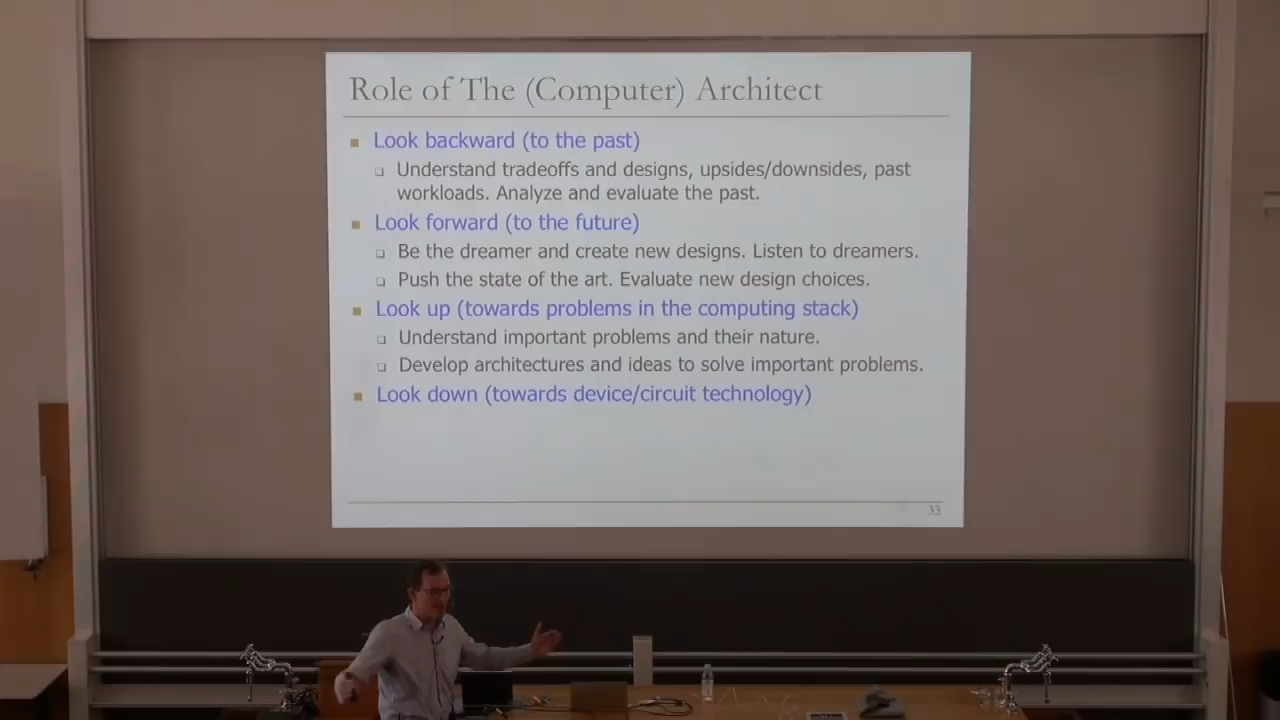 Role of The (Computer) Architect
Look backward (to the past)
Understand tradeoffs and designs, upsides/downsides, past
workloads. Analyze and evaluate the past.
Look forward (to the future)
Be the dreamer and create new designs. Listen to dreamers.
Push the state of the art. Evaluate new design choices.
Look up (towards problems in the computing stack)
Understand important problems and their nature.
Develop architectures and ideas to solve important problems.
Look down (towards device/circuit technology)
33